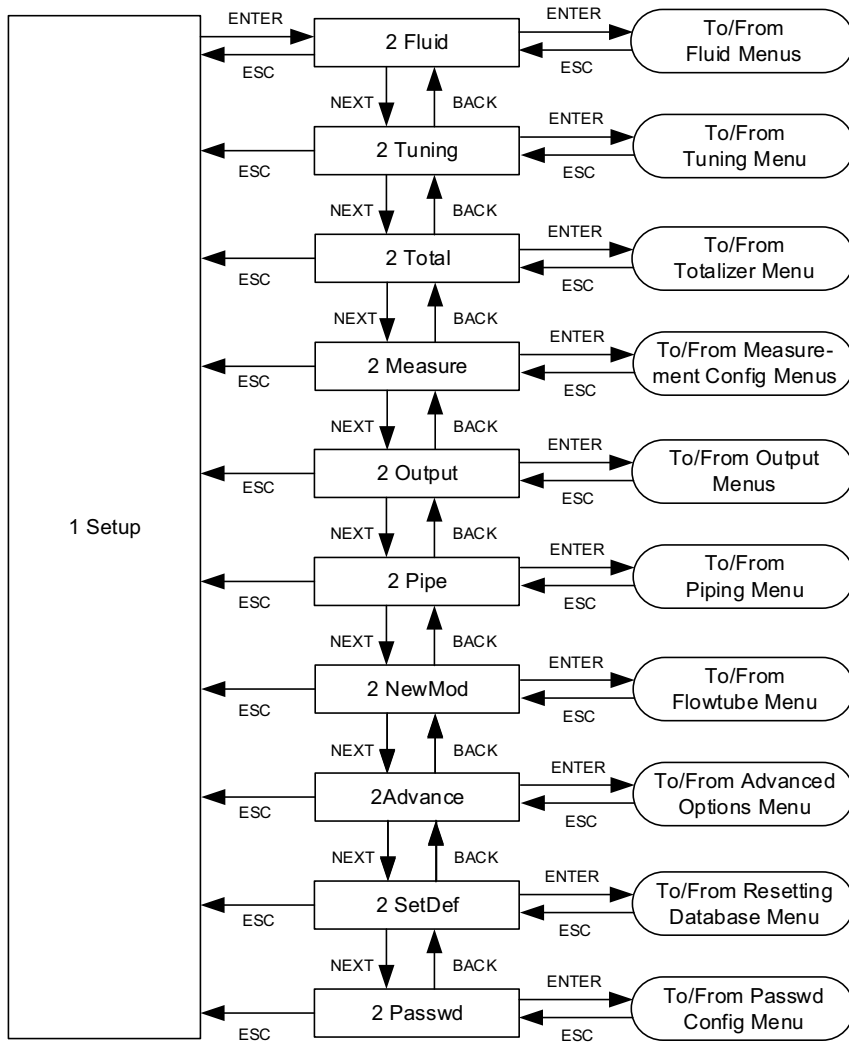 ENTER
ENTER
2 Fluid
To/From
Fluid Menus
ESC
ESC
NEXT
BACK
ENTER
2 Tuning
To/From
Tuning Menu
ESC
ESC
NEXT
BACK
ENTER
2 Total
To/From
Totalizer Menu
ESC
ESC
NEXT
BACK
ENTER
2 Measure
To/From Measure-
ment Config Menus
ESC
ESC
NEXT
BACK
ENTER
2 Output
To/From Output
Menus
ESC
ESC
1 Setup
NEXT
BACK
ENTER
2 Pipe
To/From
Piping Menu
ESC
ESC
NEXT
BACK
ENTER
2 NewMod
To/From
Flowtube Menu
ESC
ESC
NEXT
BACK
ENTER
2Advance
To/From Advanced
Options Menu
ESC
ESC
NEXT
BACK
ENTER
2 SetDef
To/From Resetting
Database Menu
ESC
ESC
NEXT
BACK
ENTER
2 Passwd
To/From Passwd
Config Menu
ESC
ESC